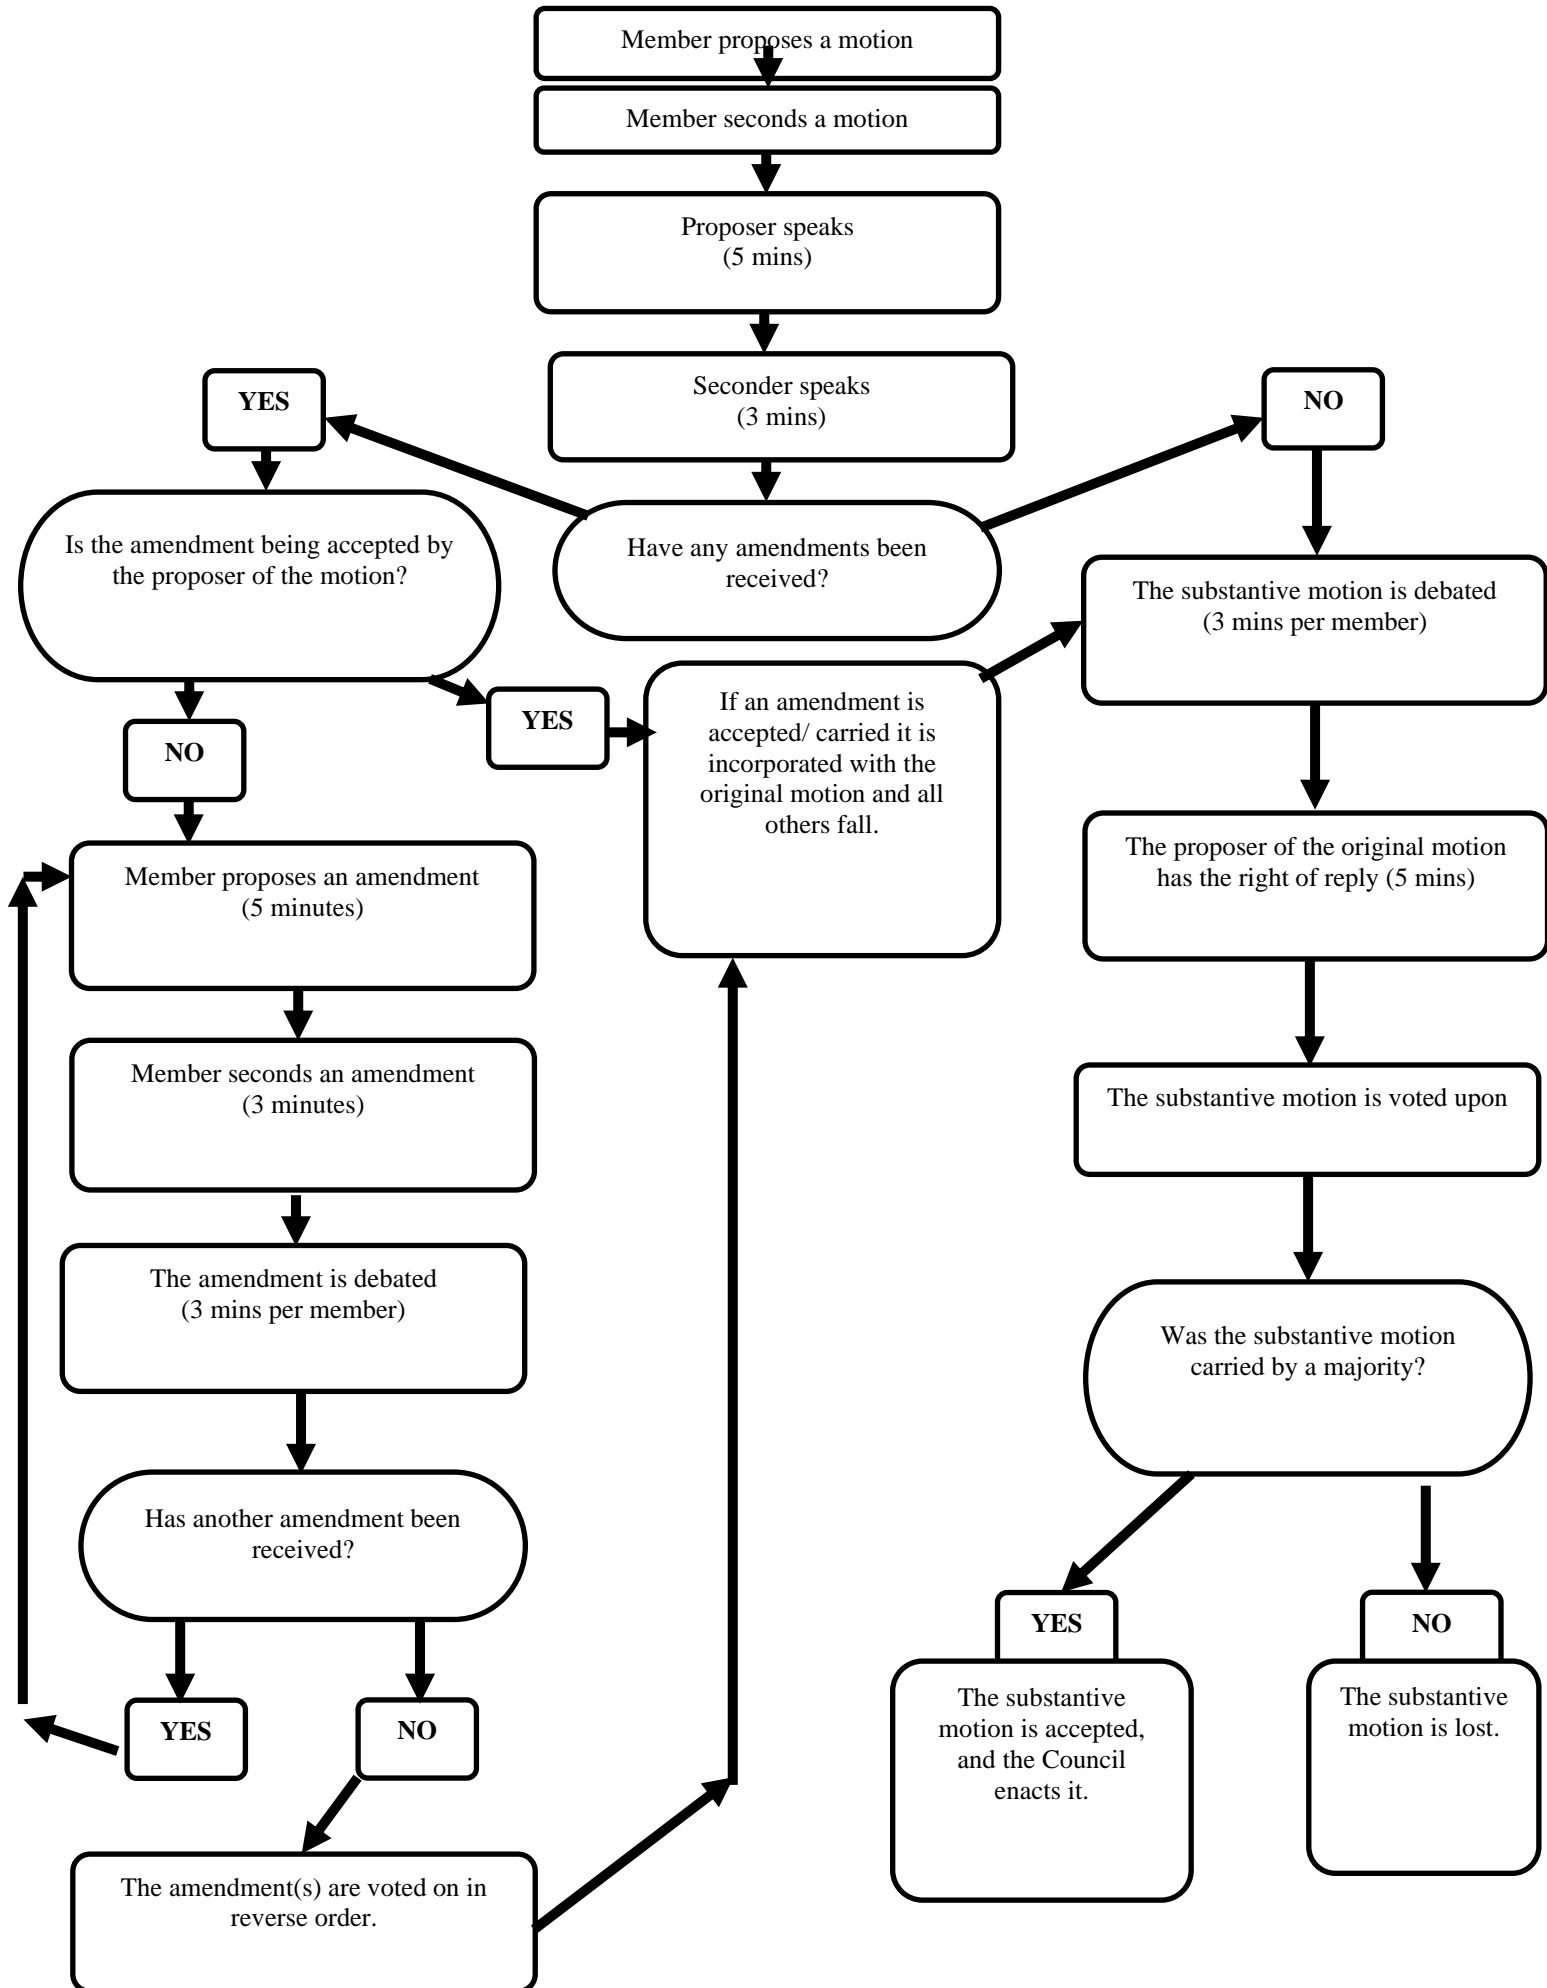 Member proposes a motion
Member seconds a motion
Proposer speaks
(5 mins)
Seconder speaks
(3 mins)
YES
NO
Have any amendments been
received?
Is the amendment being accepted by
the proposer of the motion?
The substantive motion is debated
(3 mins per member)
YES
If an amendment is
accepted/ carried it is
incorporated with the
original motion and all
others fall.
NO
The proposer of the original motion
has the right of reply (5 mins)
Member proposes an amendment
(5 minutes)
Member seconds an amendment
(3 minutes)
The substantive motion is voted upon
The amendment is debated
(3 mins per member)
Was the substantive motion
carried by a majority?
Has another amendment been
received?
YES
NO
YES
NO
The substantive
motion is accepted,
and the Council
enacts it.
The substantive
motion is lost.
The amendment(s) are voted on in
reverse order.